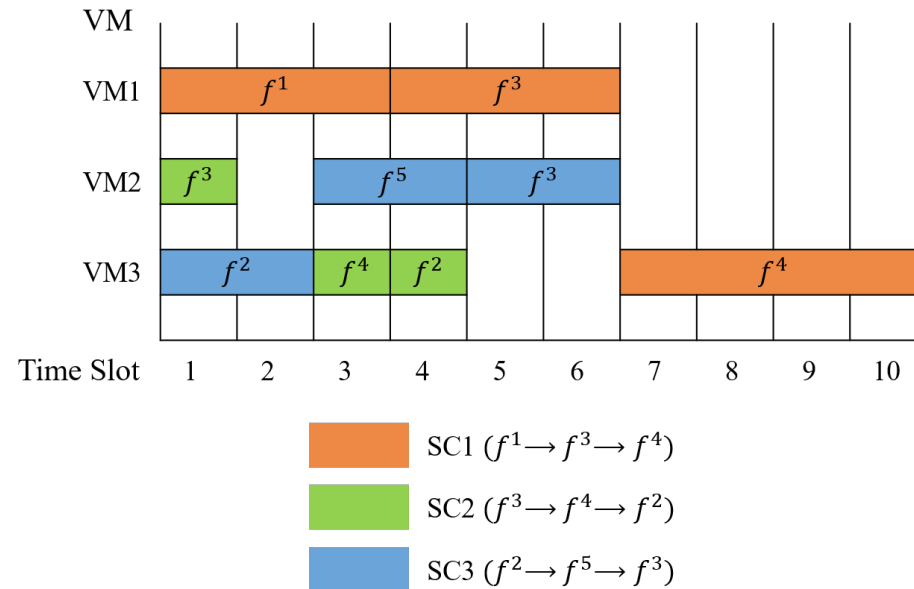 VM
VM1 f¹ f³
VM2 f³ f⁵ f³
VM3 f² f⁴ f² f⁴
Time Slot 1 2 3 4 5 6 7 8 9 10
SC1 (f¹→f³→f⁴)
SC2 (f³→f⁴→f²)
SC3 (f²→f⁵→f³)